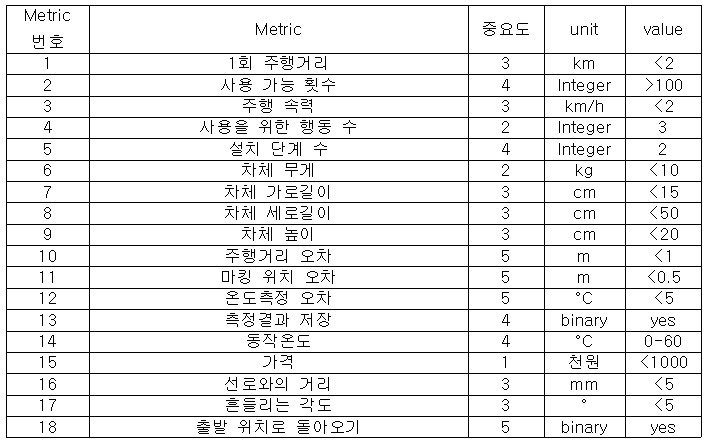 Metric 번호 Metric 중요도 unit value
1 1회 주행거리 3 km <2
2 사용 가능 횟수 4 Integer >100
3 주행 속력 3 km/h <2
4 사용을 위한 행동 수 2 Integer 3
5 설치 단계 수 4 Integer 2
6 차체 무게 2 kg <10
7 차체 가로길이 3 cm <15
8 차체 세로길이 3 cm <50
9 차체 높이 3 cm <20
10 주행거리 오차 5 m <1
11 마킹 위치 오차 5 m <0.5
12 온도측정 오차 5 °C <5
13 측정결과 저장 4 binary yes
14 동작온도 4 °C 0-60
15 가격 1 천원 <1000
16 선로와의 거리 3 mm <5
17 흔들리는 각도 3 ° <5
18 출발 위치로 돌아오기 5 binary yes